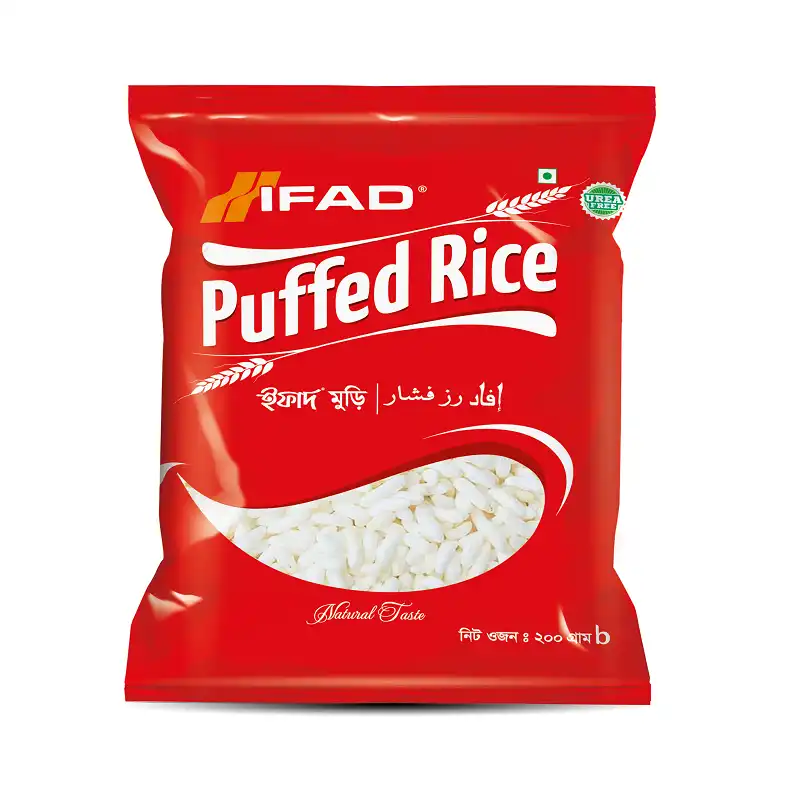 IFAD®
UREA
FREE
Puffed Rice
ইফাদ® মুড়ি | إفاد رز فشار
Natural Taste
নিট ওজন ঃ ২০০ গ্রাম b